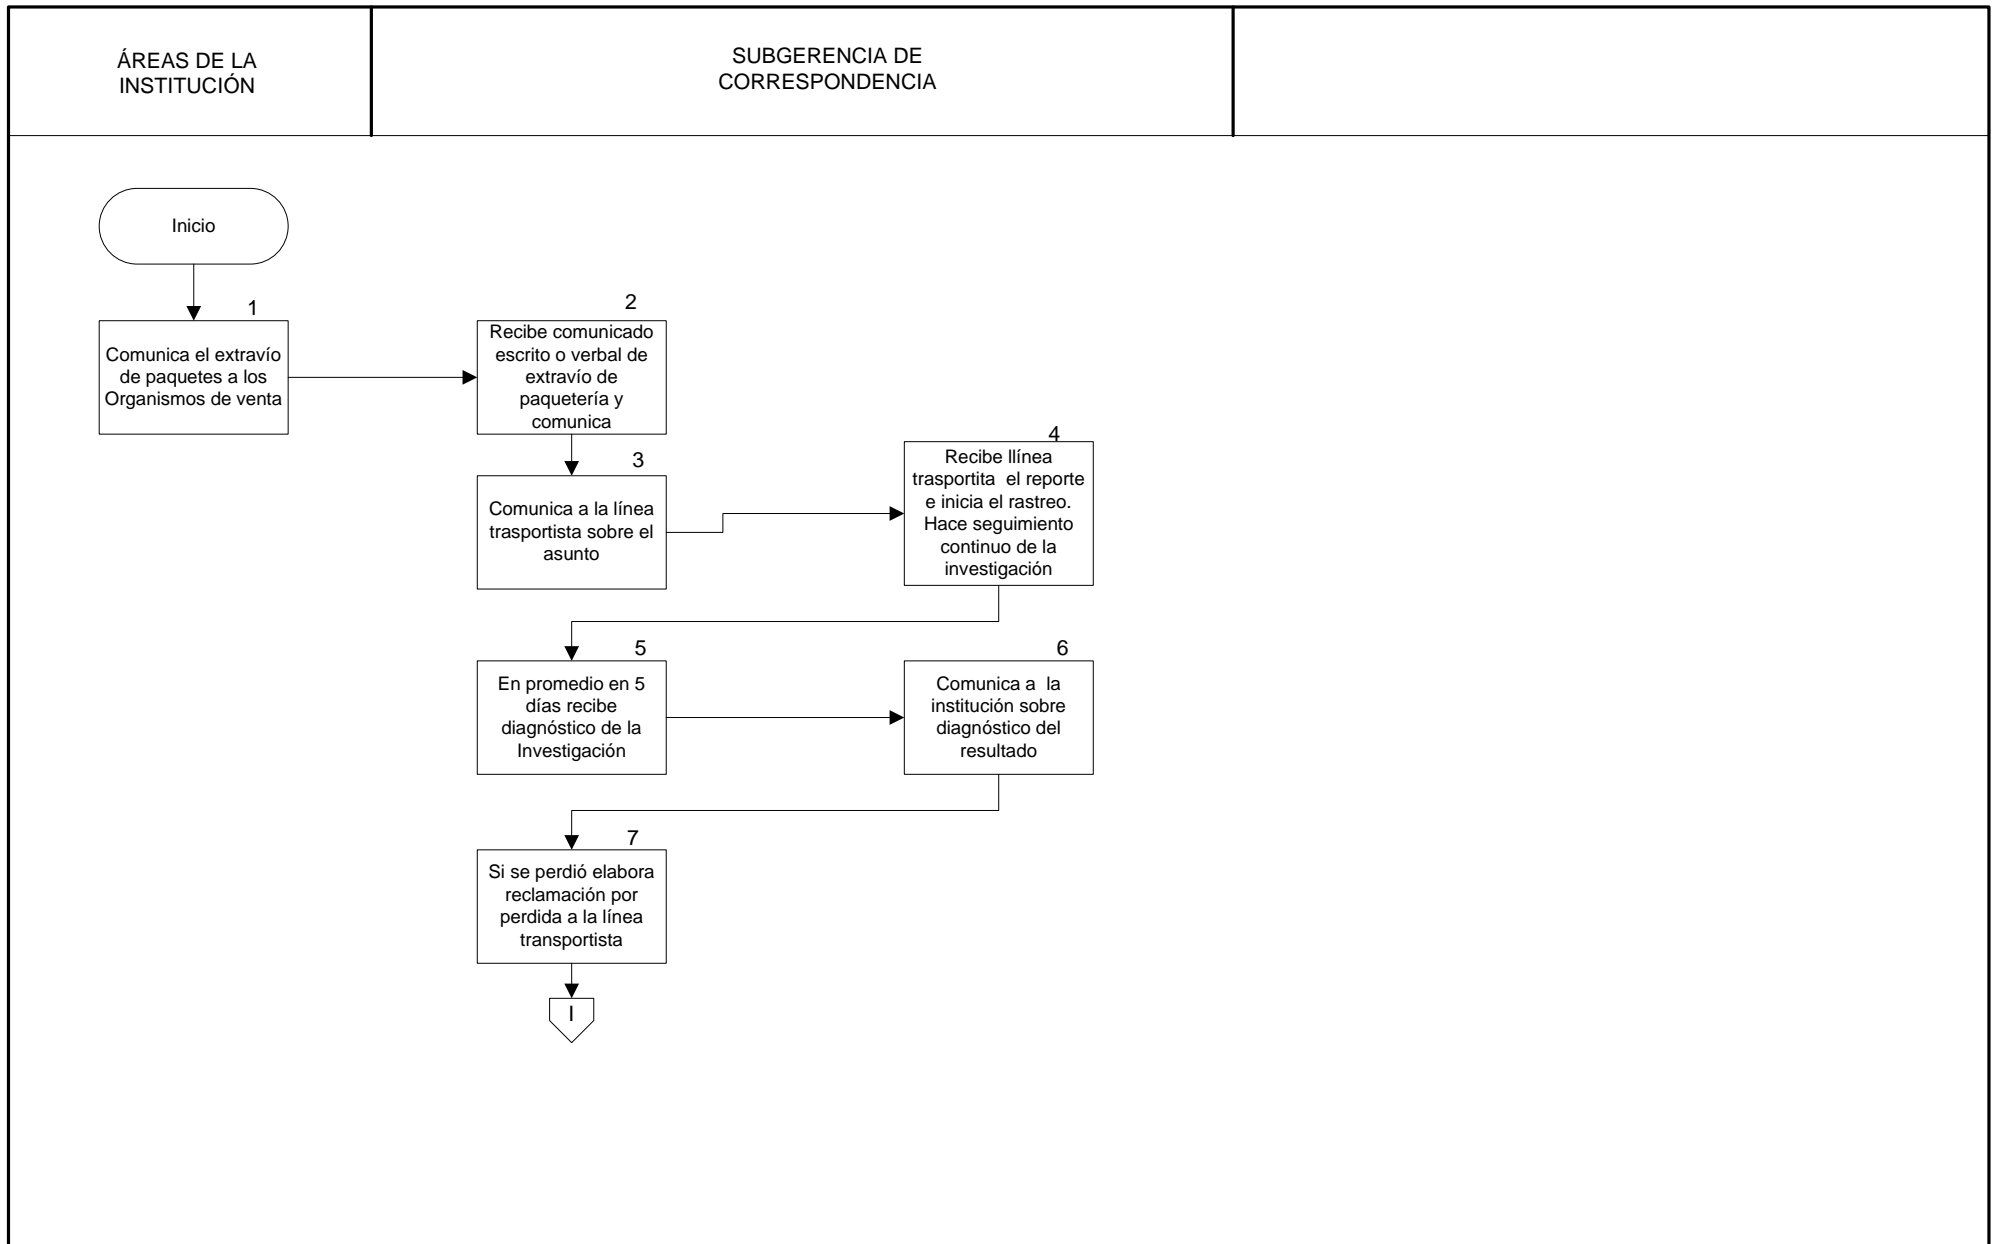 ÁREAS DE LA
INSTITUCIÓN
SUBGERENCIA DE
CORRESPONDENCIA
Inicio
1
Comunica el extravío
de paquetes a los
Organismos de venta
2
Recibe comunicado
escrito o verbal de
extravío de
paquetería y
comunica
3
Comunica a la línea
trasportista sobre el
asunto
4
Recibe llínea
trasportita el reporte
e inicia el rastreo.
Hace seguimiento
continuo de la
investigación
5
En promedio en 5
días recibe
diagnóstico de la
Investigación
6
Comunica a la
institución sobre
diagnóstico del
resultado
7
Si se perdió elabora
reclamación por
perdida a la línea
transportista
I